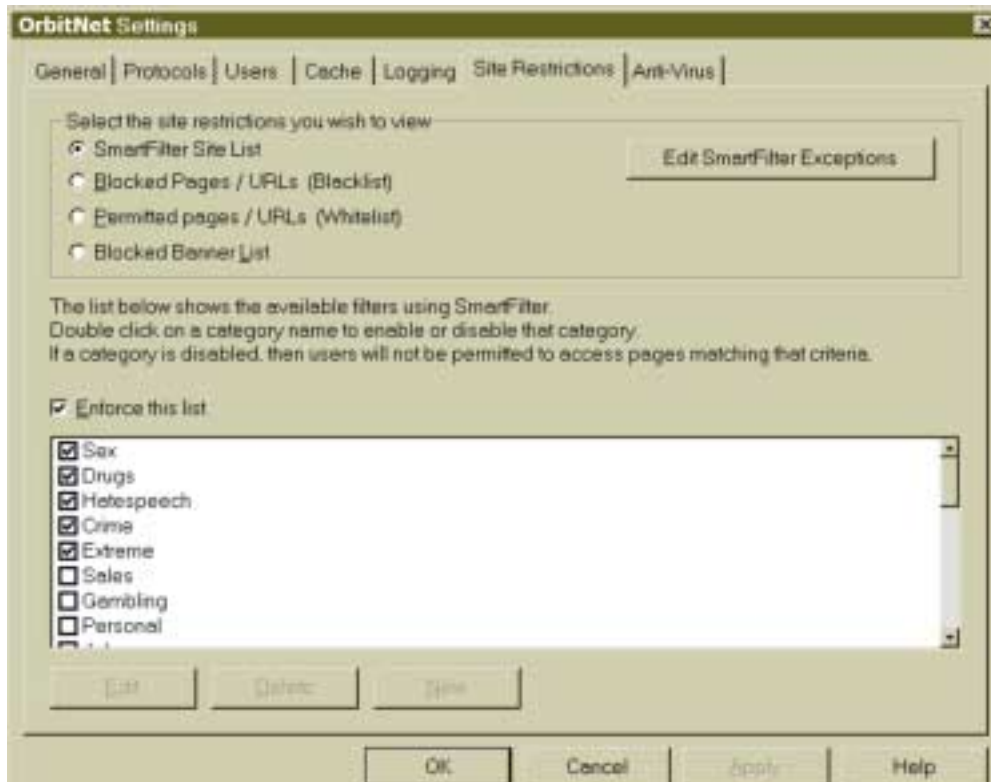 OrbitNet Settings
General Protocols Users Cache Logging Site Restrictions Anti-Virus
Select the site restrictions you wish to view
SmartFilter Site List
Edit SmartFilter Exceptions
Blocked Pages / URLs (Blacklist)
Permitted pages / URLs (Whitelist)
Blocked Banner List
The list below shows the available filters using SmartFilter.
Double click on a category name to enable or disable that category.
If a category is disabled, then users will not be permitted to access pages matching that criteria.
Enforce this list
Sex
Drugs
Hatespeech
Crime
Extreme
Sales
Gambling
Personal
Edit Delete New
OK Cancel Apply Help